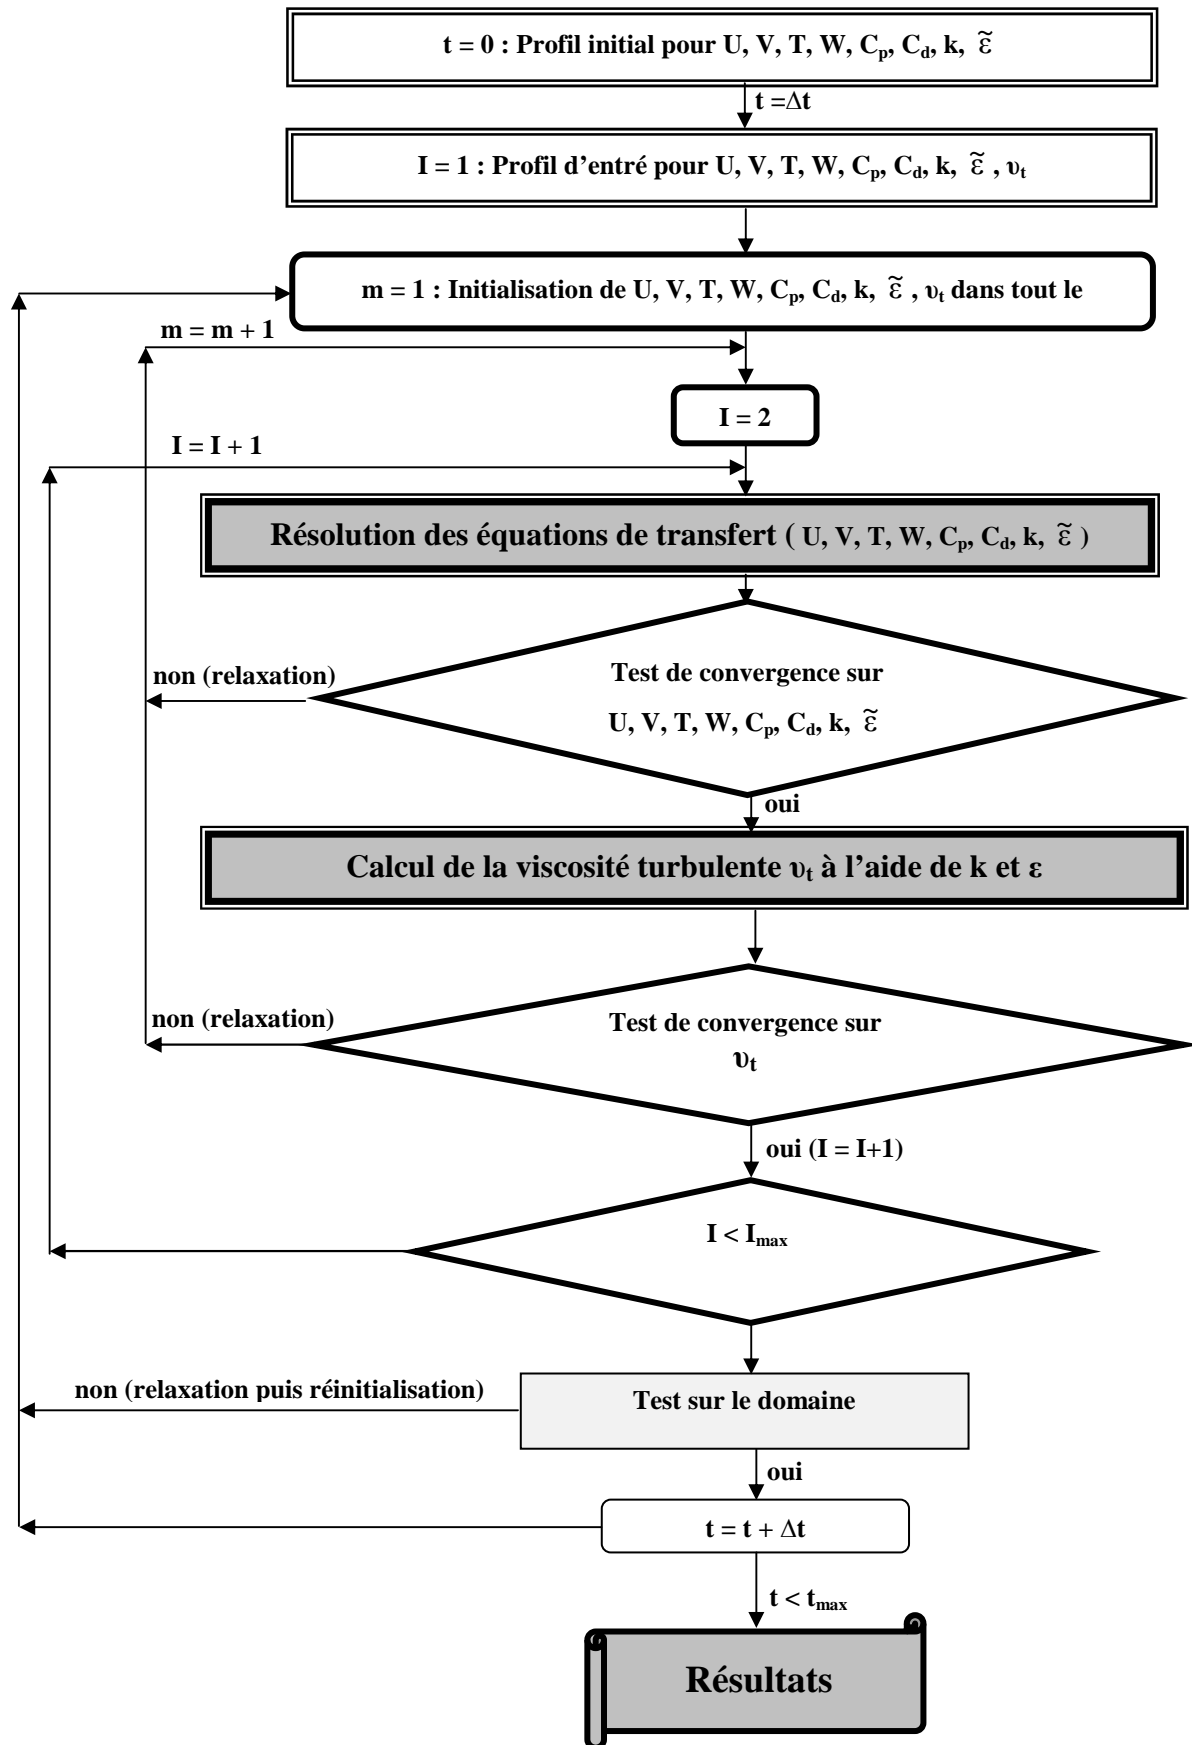 t = 0 : Profil initial pour U, V, T, W, Cp, Cd, k, ε̃
t =Δt
I = 1 : Profil d’entré pour U, V, T, W, Cp, Cd, k, ε̃ , υt
m = 1 : Initialisation de U, V, T, W, Cp, Cd, k, ε̃ , υt dans tout le
m = m + 1
I = 2
I = I + 1
Résolution des équations de transfert ( U, V, T, W, Cp, Cd, k, ε̃ )
non (relaxation)
Test de convergence sur
U, V, T, W, Cp, Cd, k, ε̃
oui
Calcul de la viscosité turbulente υt à l’aide de k et ε
non (relaxation)
Test de convergence sur
υt
oui (I = I+1)
I < Imax
non (relaxation puis réinitialisation)
Test sur le domaine
oui
t = t + Δt
t < tmax
Résultats